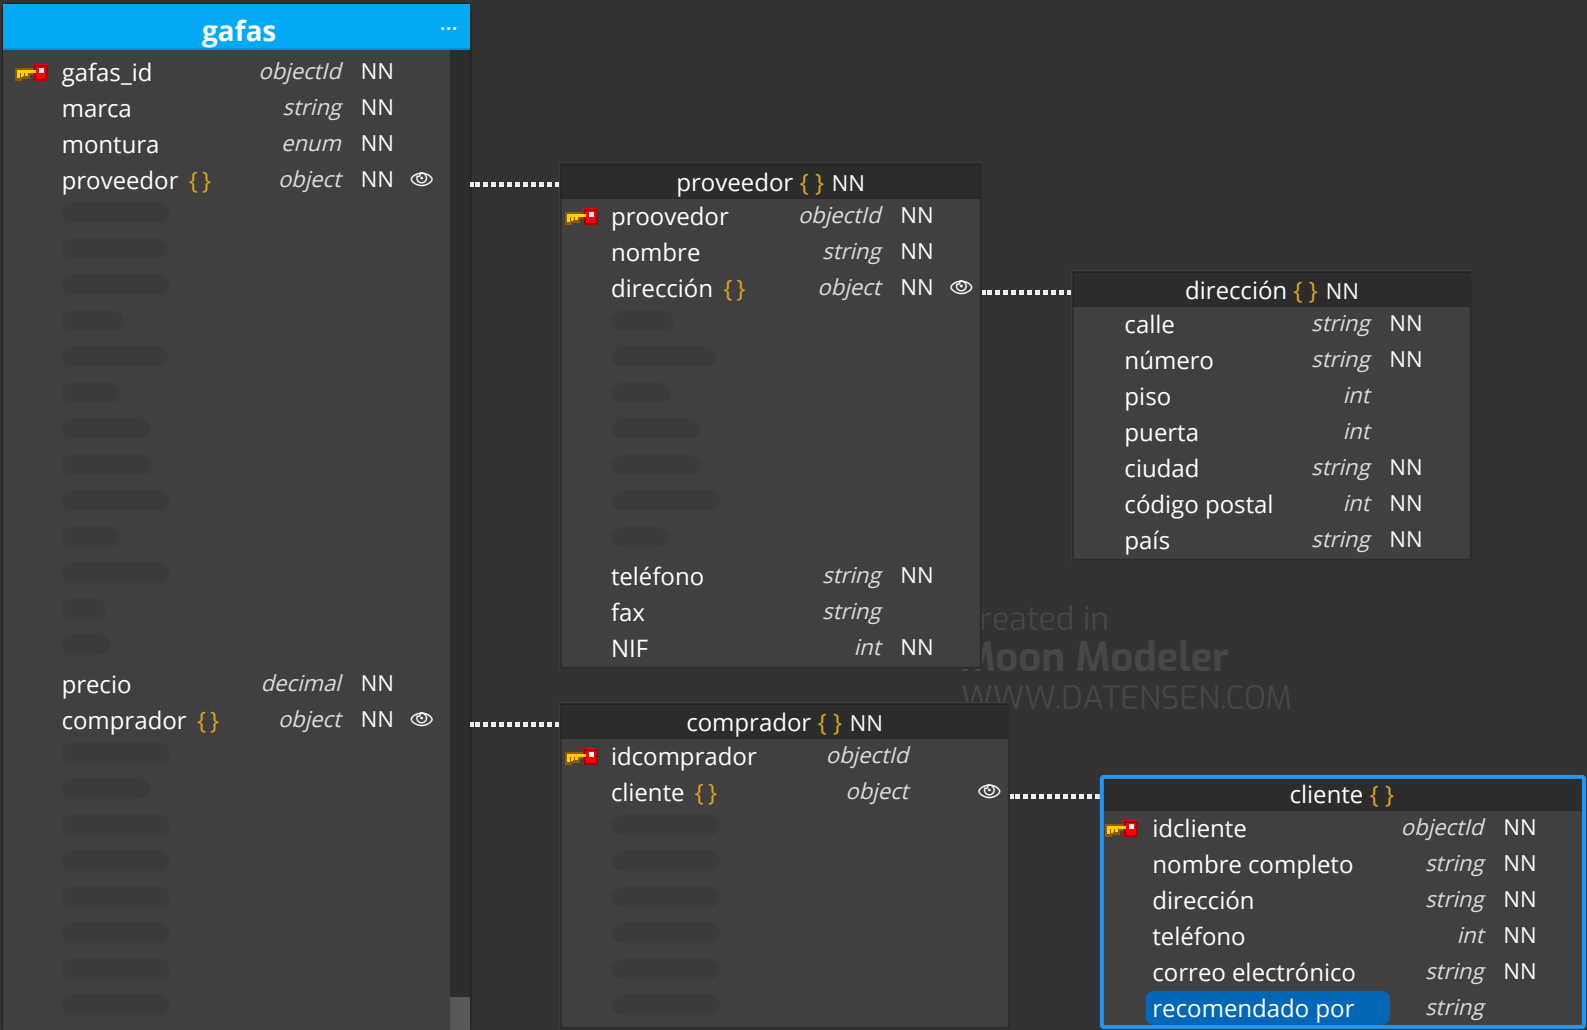 gafas ...
gafas_id objectId NN
marca string NN
montura enum NN
proveedor {} object NN
precio decimal NN
comprador {} object NN
proveedor {} NN
proovedor objectId NN
nombre string NN
dirección {} object NN
teléfono string NN
fax string
NIF int NN
dirección {} NN
calle string NN
número string NN
piso int
puerta int
ciudad string NN
código postal int NN
país string NN
reated in
Moon Modeler
WWW.DATENSEN.COM
comprador {} NN
idcomprador objectId
cliente {} object
cliente {}
idcliente objectId NN
nombre completo string NN
dirección string NN
teléfono int NN
correo electrónico string NN
recomendado por string